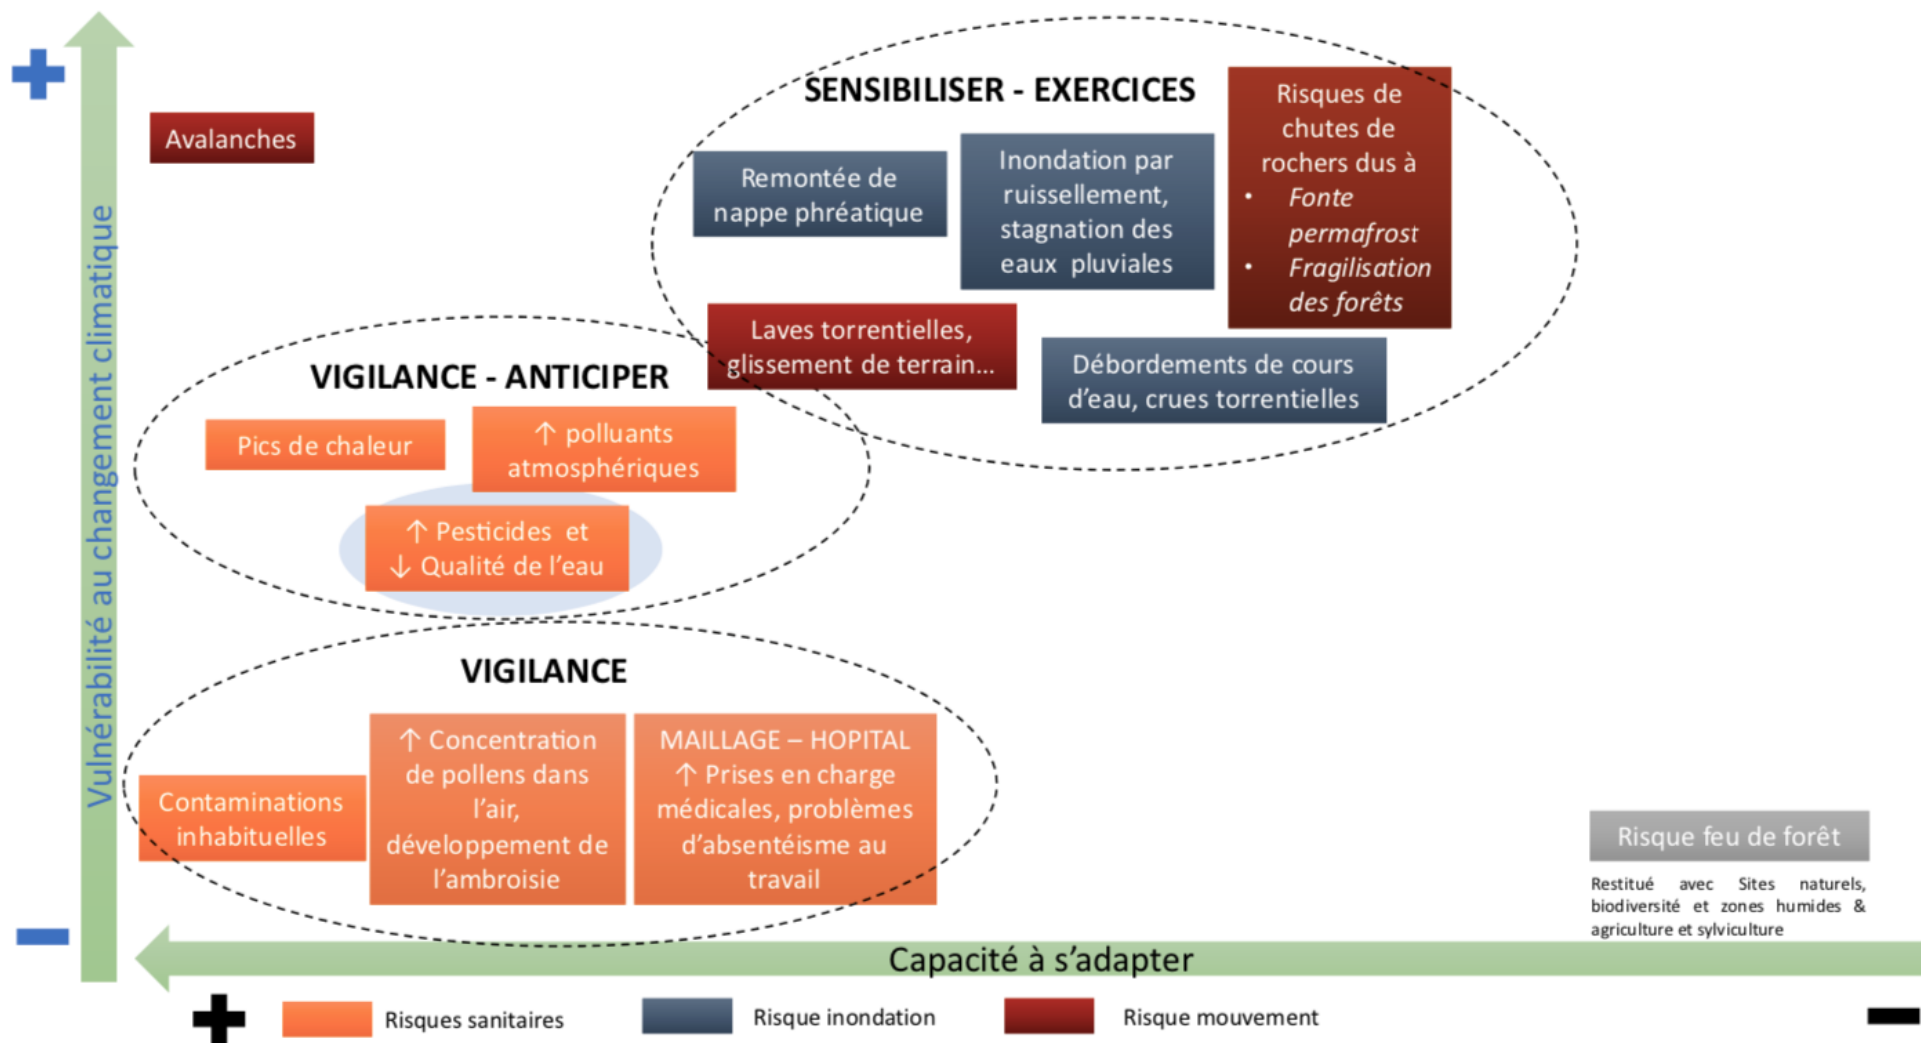 Vulnérabilité au changement climatique
Avalanches
SENSIBILISER - EXERCICES
Remontée de
nappe phréatique
Inondation par
ruissellement,
stagnation des
eaux pluviales
Risques de
chutes de
rochers dus à
• Fonte
permafrost
• Fragilisation
des forêts
Laves torrentielles,
glissement de terrain...
Débordements de cours
d'eau, crues torrentielles
VIGILANCE - ANTICIPER
Pics de chaleur
↑ polluants
atmosphériques
↑ Pesticides et
↓ Qualité de l'eau
VIGILANCE
Contaminations
inhabituelles
↑ Concentration
de pollens dans
l'air,
développement de
l'ambroisie
MAILLAGE – HOPITAL
↑ Prises en charge
médicales, problèmes
d'absentéisme au
travail
Risque feu de forêt
Restitué avec Sites naturels,
biodiversité et zones humides &
agriculture et sylviculture
Capacité à s'adapter
Risques sanitaires
Risque inondation
Risque mouvement